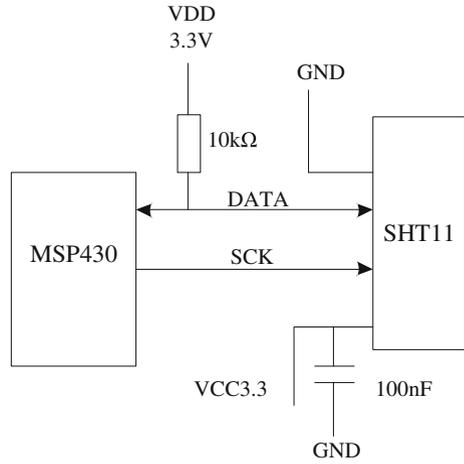 VDD
3.3V
GND
10kΩ
DATA
SHT11
MSP430
SCK
VCC3.3
100nF
GND